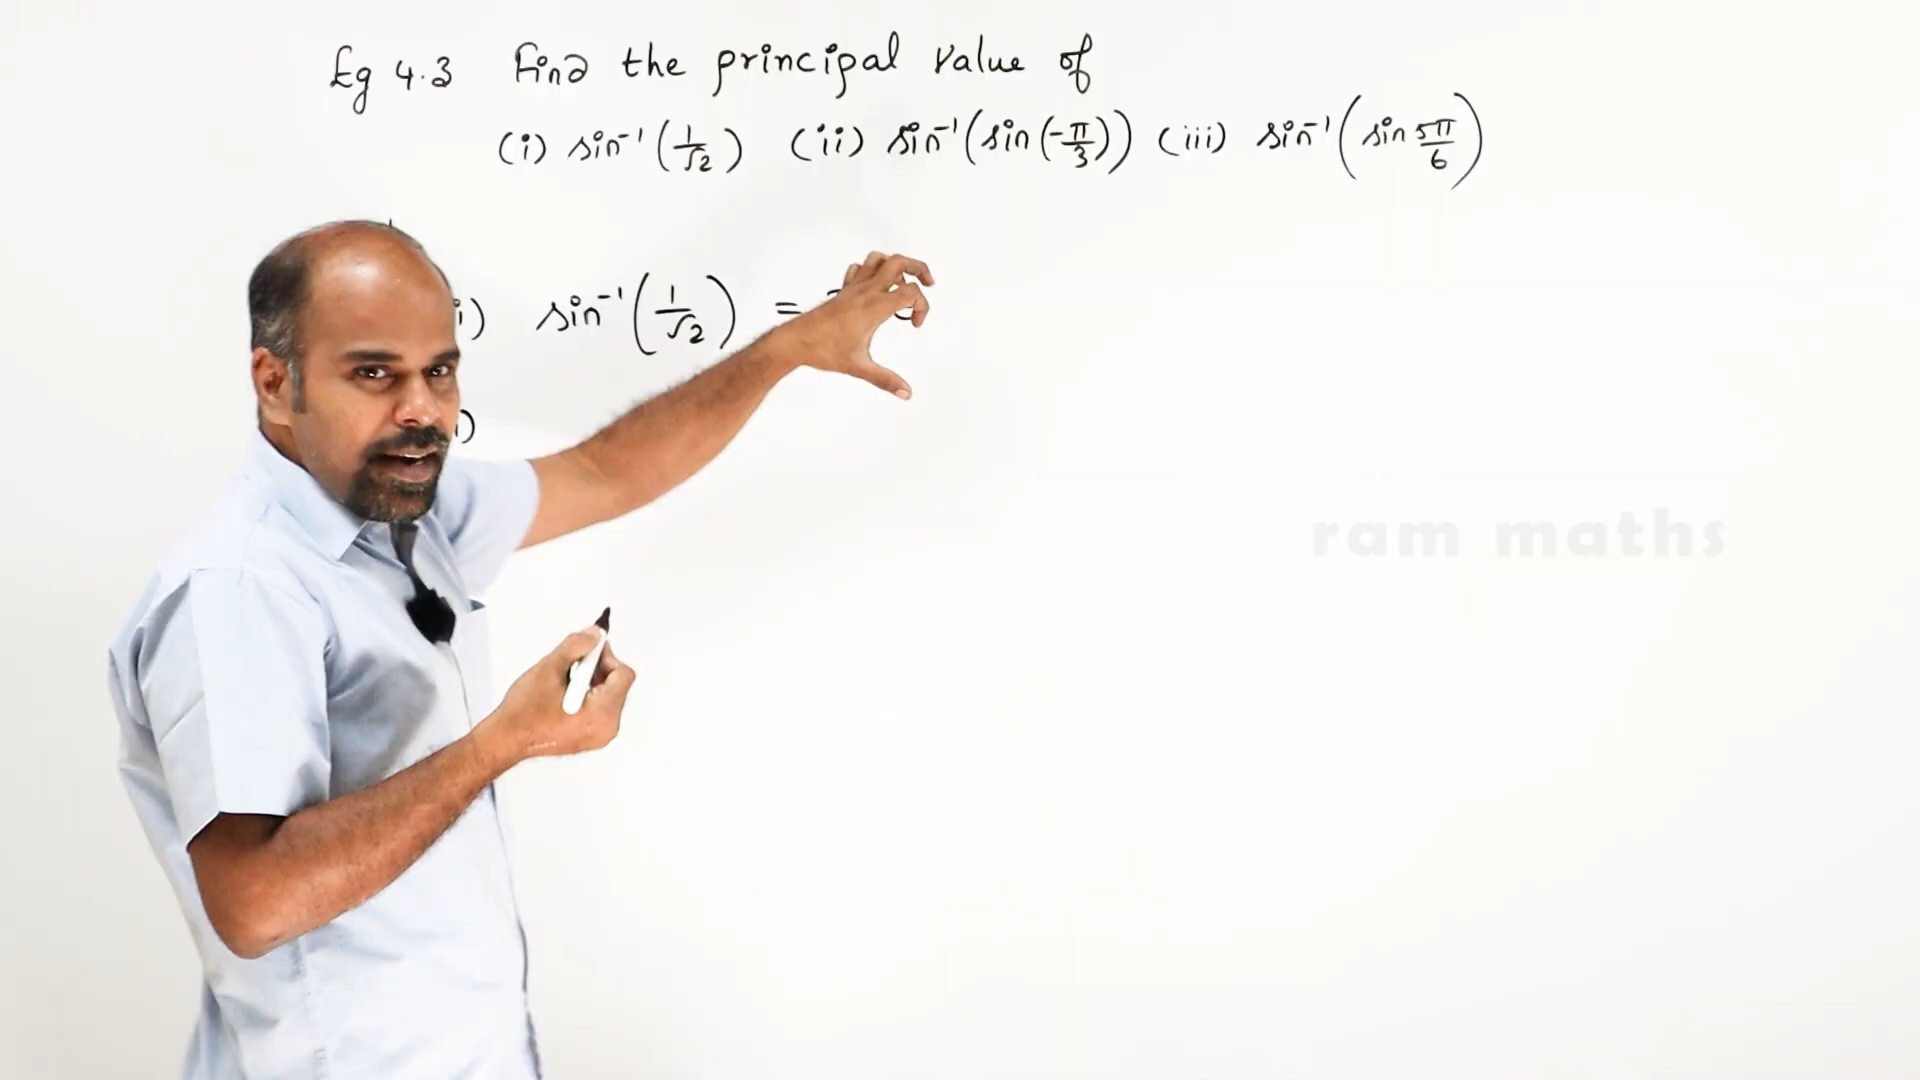 Eg 4.3 Find the principal value of
(i) sin⁻¹(1/√2) (ii) sin⁻¹(sin(-π/3)) (iii) sin⁻¹(sin 5π/6)
i) sin⁻¹(1/√2) =
)
ram maths